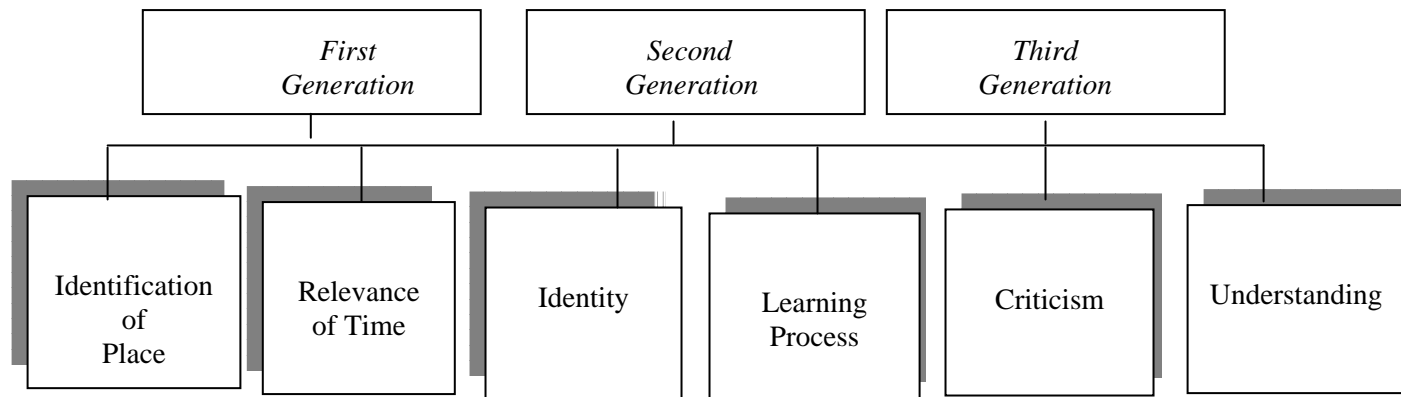 First
Generation
Second
Generation
Third
Generation
Identification
of
Place
Relevance
of Time
Identity
Learning
Process
Criticism
Understanding